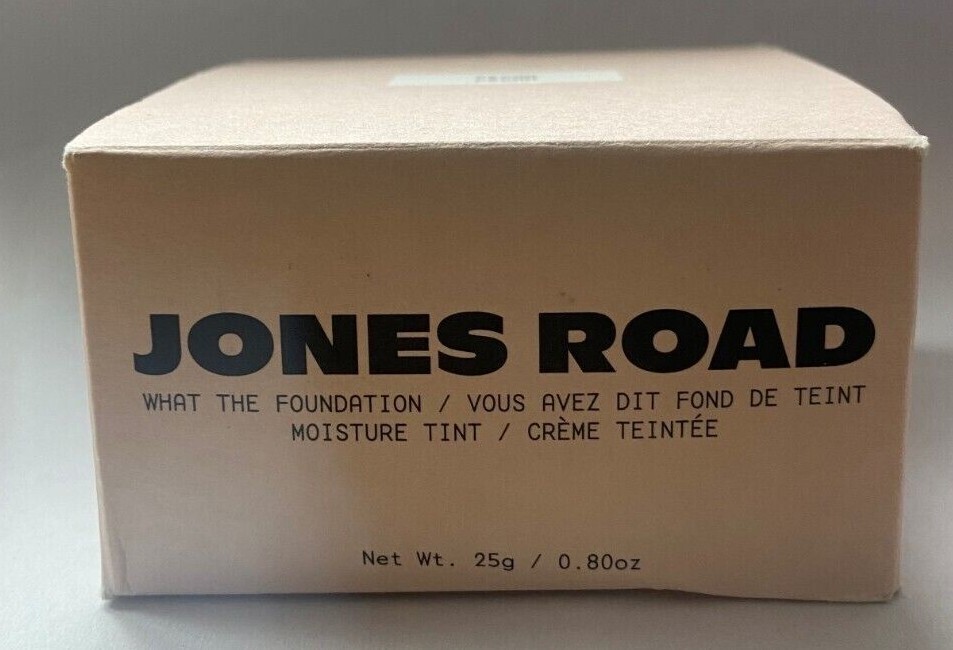 JONES ROAD
WHAT THE FOUNDATION / VOUS AVEZ DIT FOND DE TEINT
MOISTURE TINT / CRÈME TEINTÉE
Net Wt. 25g / 0.80oz